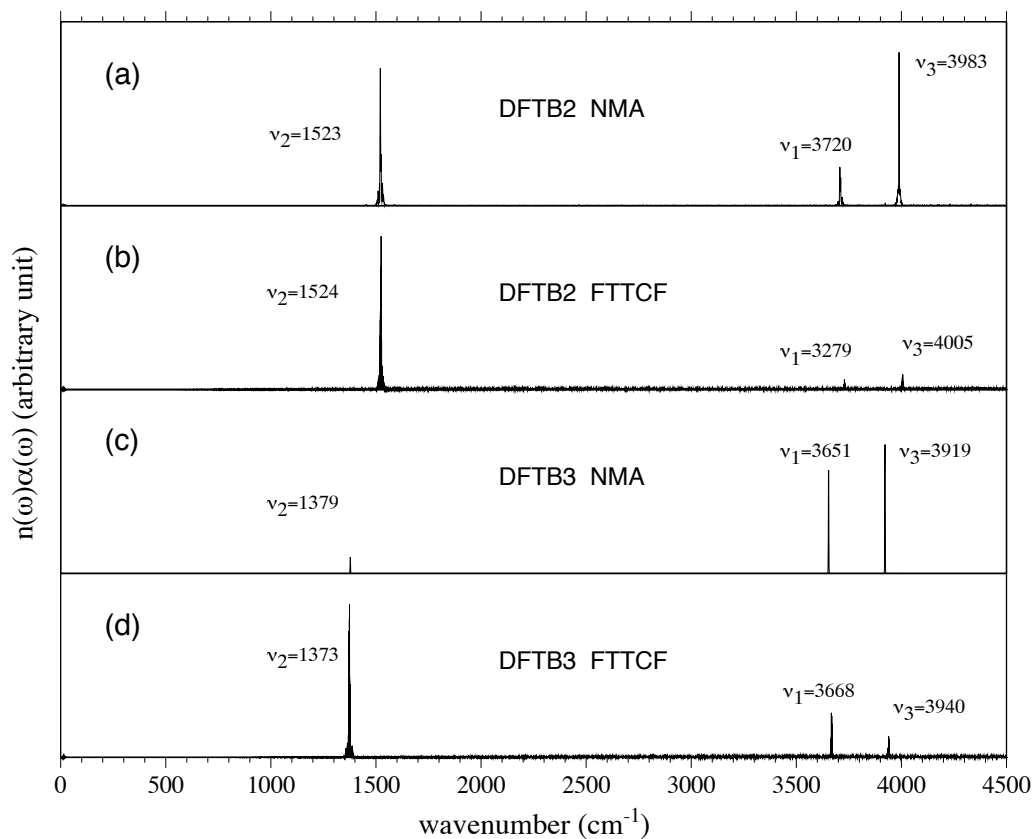 (a)
DFTB2 NMA
ν2=1523
ν1=3720
ν3=3983
(b)
DFTB2 FTTCF
ν2=1524
ν1=3279
ν3=4005
(c)
DFTB3 NMA
ν2=1379
ν1=3651
ν3=3919
(d)
DFTB3 FTTCF
ν2=1373
ν1=3668
ν3=3940
n(ω)α(ω) (arbitrary unit)
0 500 1000 1500 2000 2500 3000 3500 4000 4500
wavenumber (cm-1)